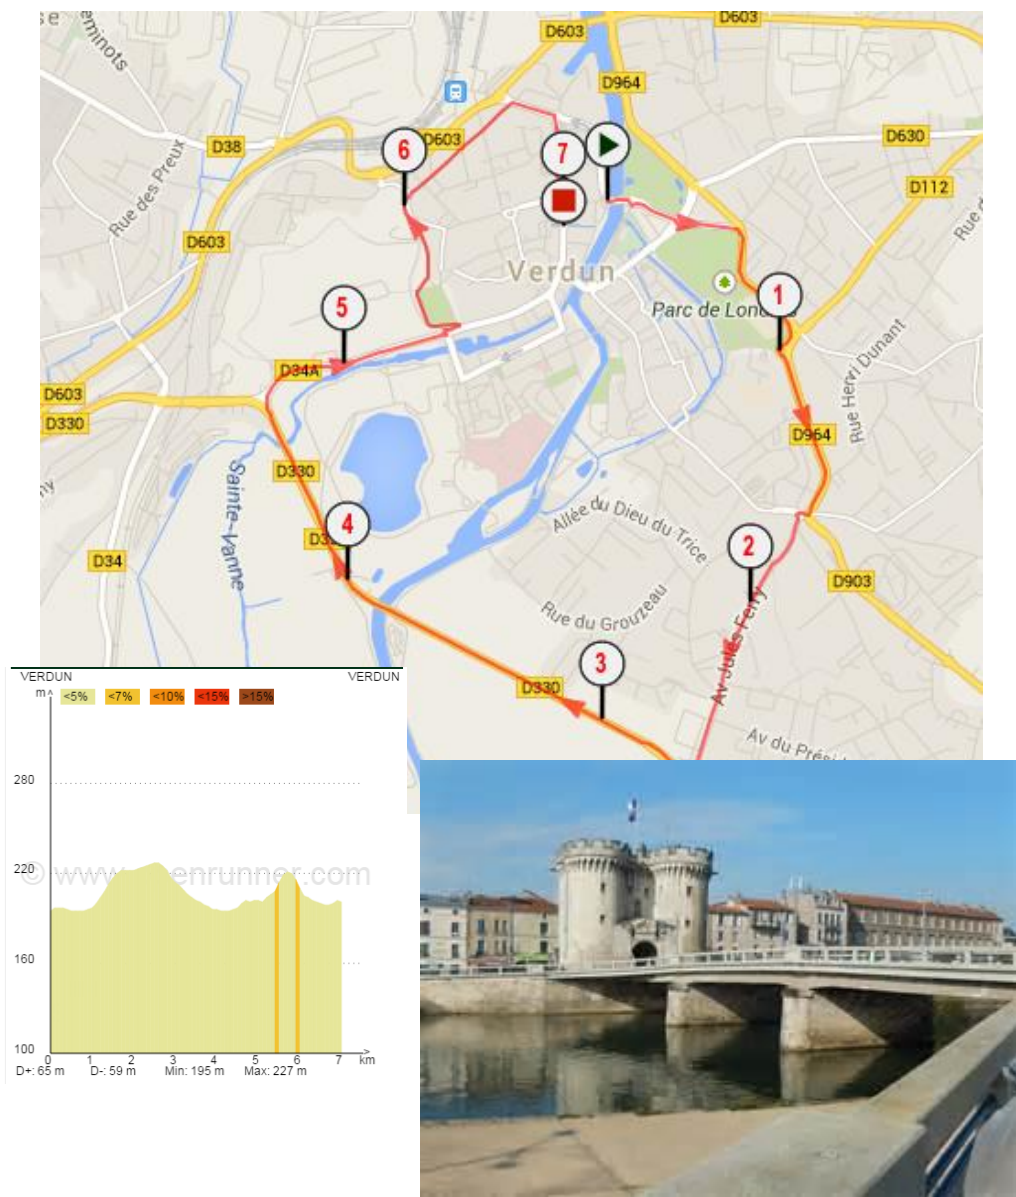 D603
D603
D964
D38
D603
D630
D112
Rue des Preux
D603
6
7
Verdun
Parc de Lon
1
5
D34A
D603
D330
Rue Henri Dunant
D964
D330
Sainte-Vanne
4
Allée du Dieu du Trice
2
D34
D903
Rue du Grouzeau
Av Jules Ferry
3
D330
Av du Prési
VERDUN
VERDUN
m
<5% <7% <10% <15% >15%
280
220
160
100
0 1 2 3 4 5 6 7 km
D+: 65 m D-: 59 m Min: 195 m Max: 227 m